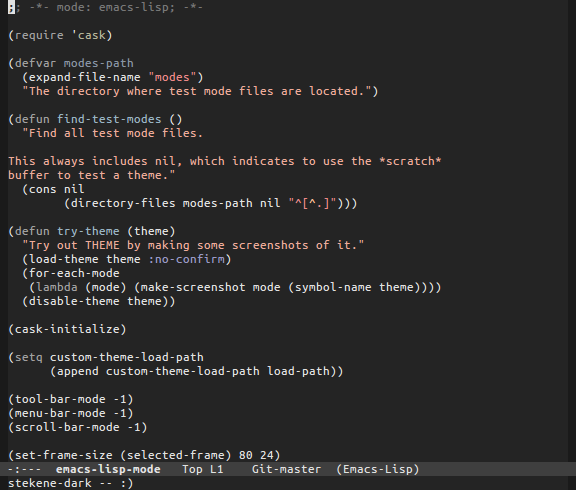 ;; -*- mode: emacs-lisp; -*-

(require 'cask)

(defvar modes-path
  (expand-file-name "modes")
  "The directory where test mode files are located.")

(defun find-test-modes ()
  "Find all test mode files.

This always includes nil, which indicates to use the *scratch*
buffer to test a theme."
  (cons nil
        (directory-files modes-path nil "^[^.]")))

(defun try-theme (theme)
  "Try out THEME by making some screenshots of it."
  (load-theme theme :no-confirm)
  (for-each-mode
   (lambda (mode) (make-screenshot mode (symbol-name theme))))
  (disable-theme theme))

(cask-initialize)

(setq custom-theme-load-path
      (append custom-theme-load-path load-path))

(tool-bar-mode -1)
(menu-bar-mode -1)
(scroll-bar-mode -1)

(set-frame-size (selected-frame) 80 24)
-:---  emacs-lisp-mode   Top L1    Git-master  (Emacs-Lisp)
stekene-dark -- :)